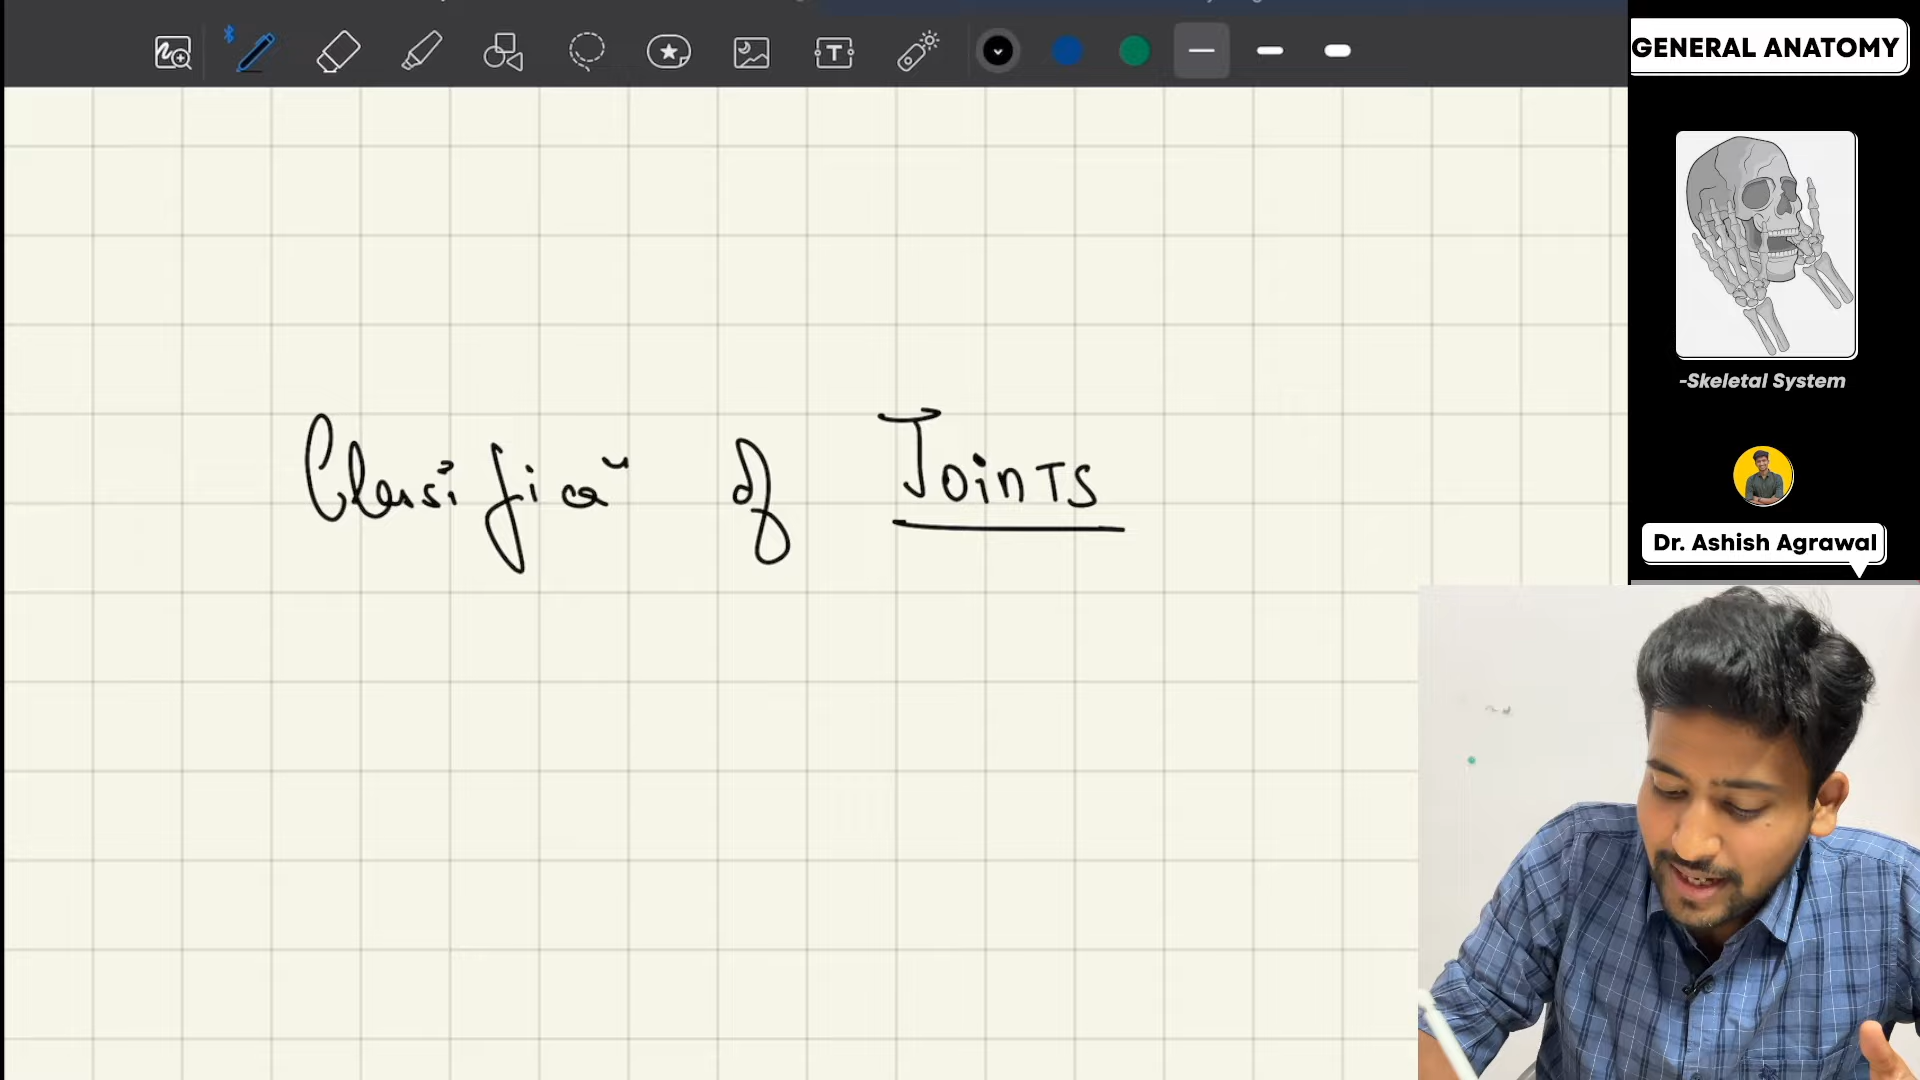 GENERAL ANATOMY
-Skeletal System
Dr. Ashish Agrawal
Classificaⁿ of Joints